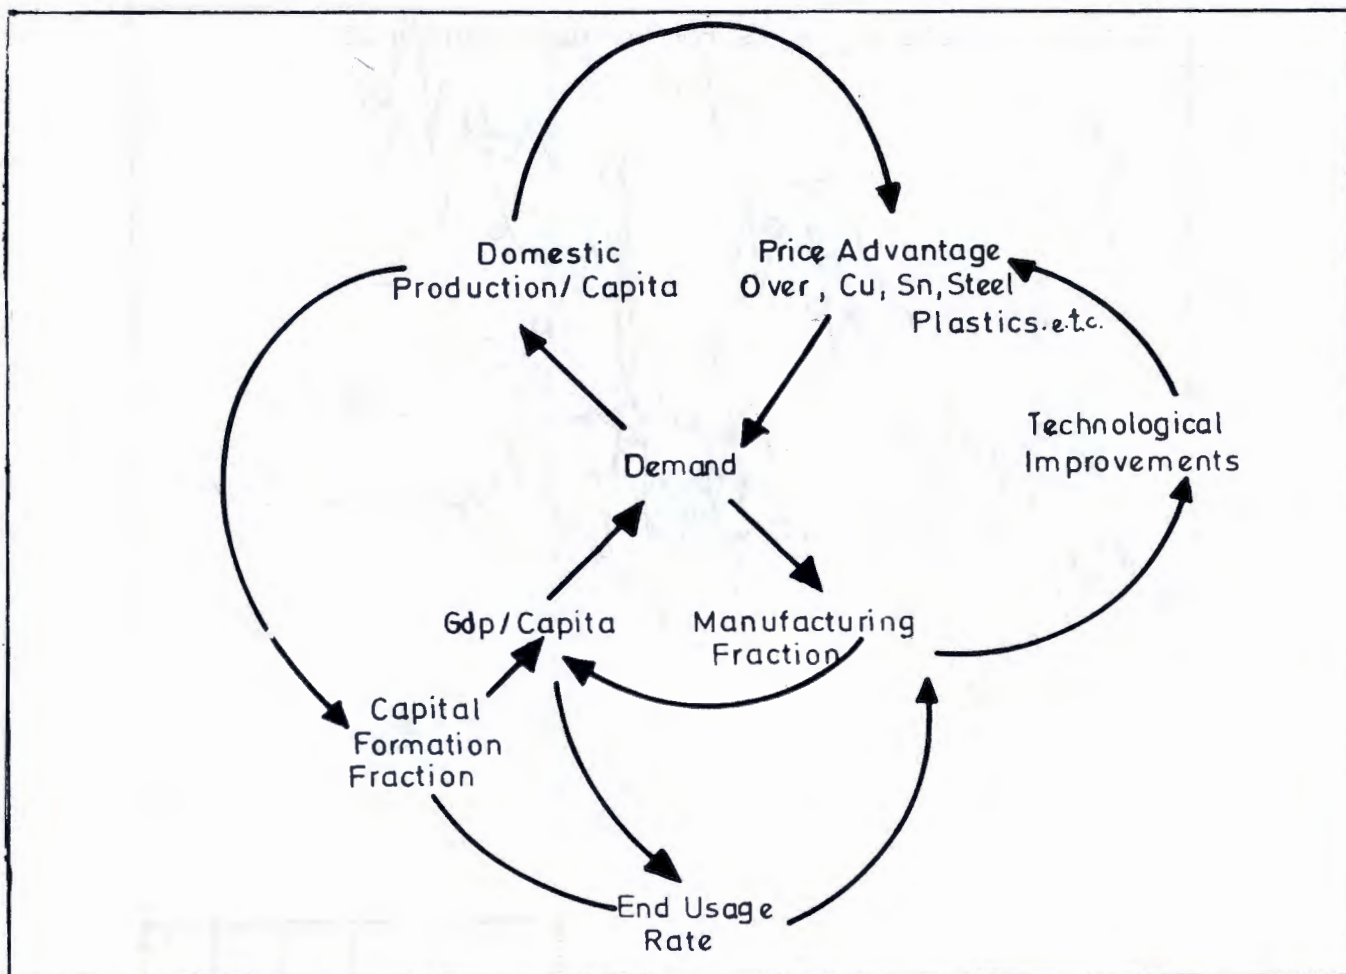 Domestic
Production/ Capita
Price Advantage
Over, Cu, Sn, Steel
Plastics.e.t.c.
Technological
Improvements
Demand
Gdp/Capita
Manufacturing
Fraction
Capital
Formation
Fraction
End Usage
Rate